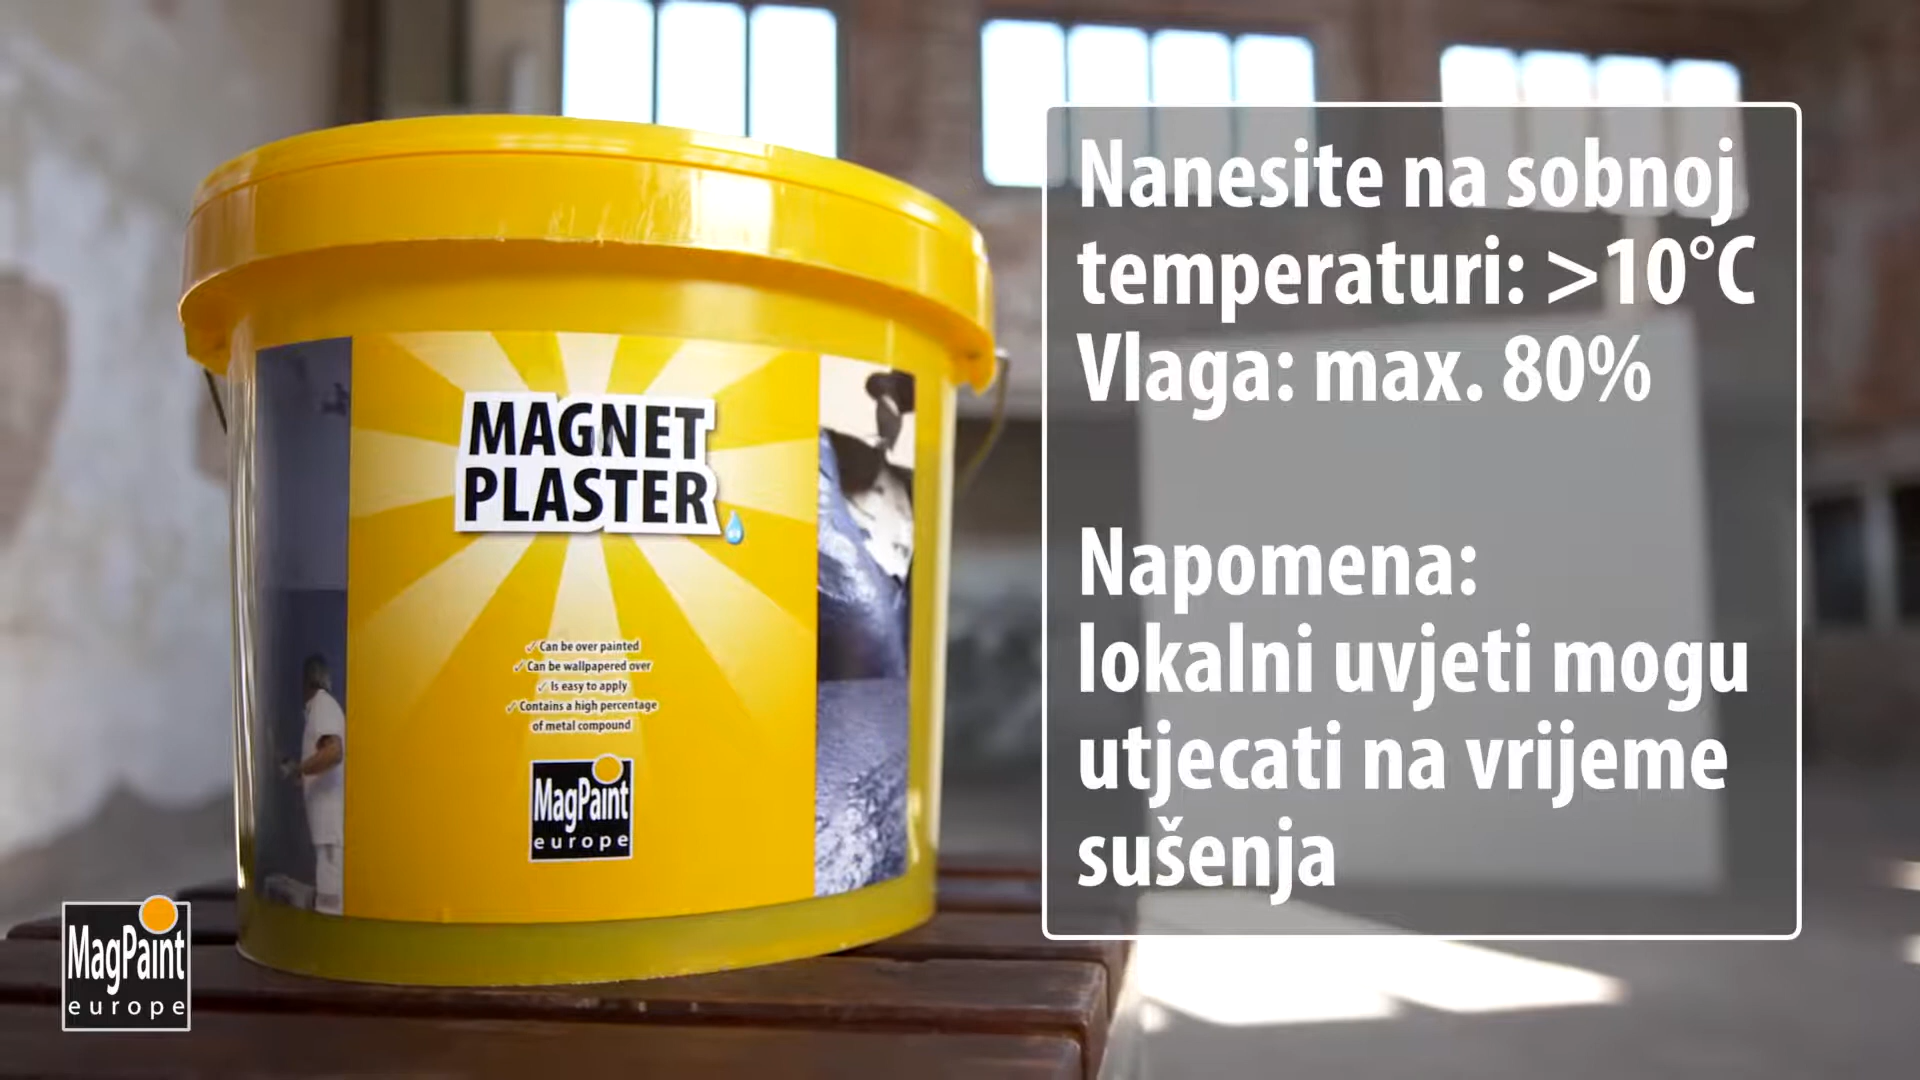 MAGNET
PLASTER
✓ Can be over painted
✓ Can be wallpapered over
✓ Is easy to apply
✓ Contains a high percentage
of metal compound
MagPaint
europe
Nanesite na sobnoj
temperaturi: >10°C
Vlaga: max. 80%
Napomena:
lokalni uvjeti mogu
utjecati na vrijeme
sušenja
MagPaint
europe